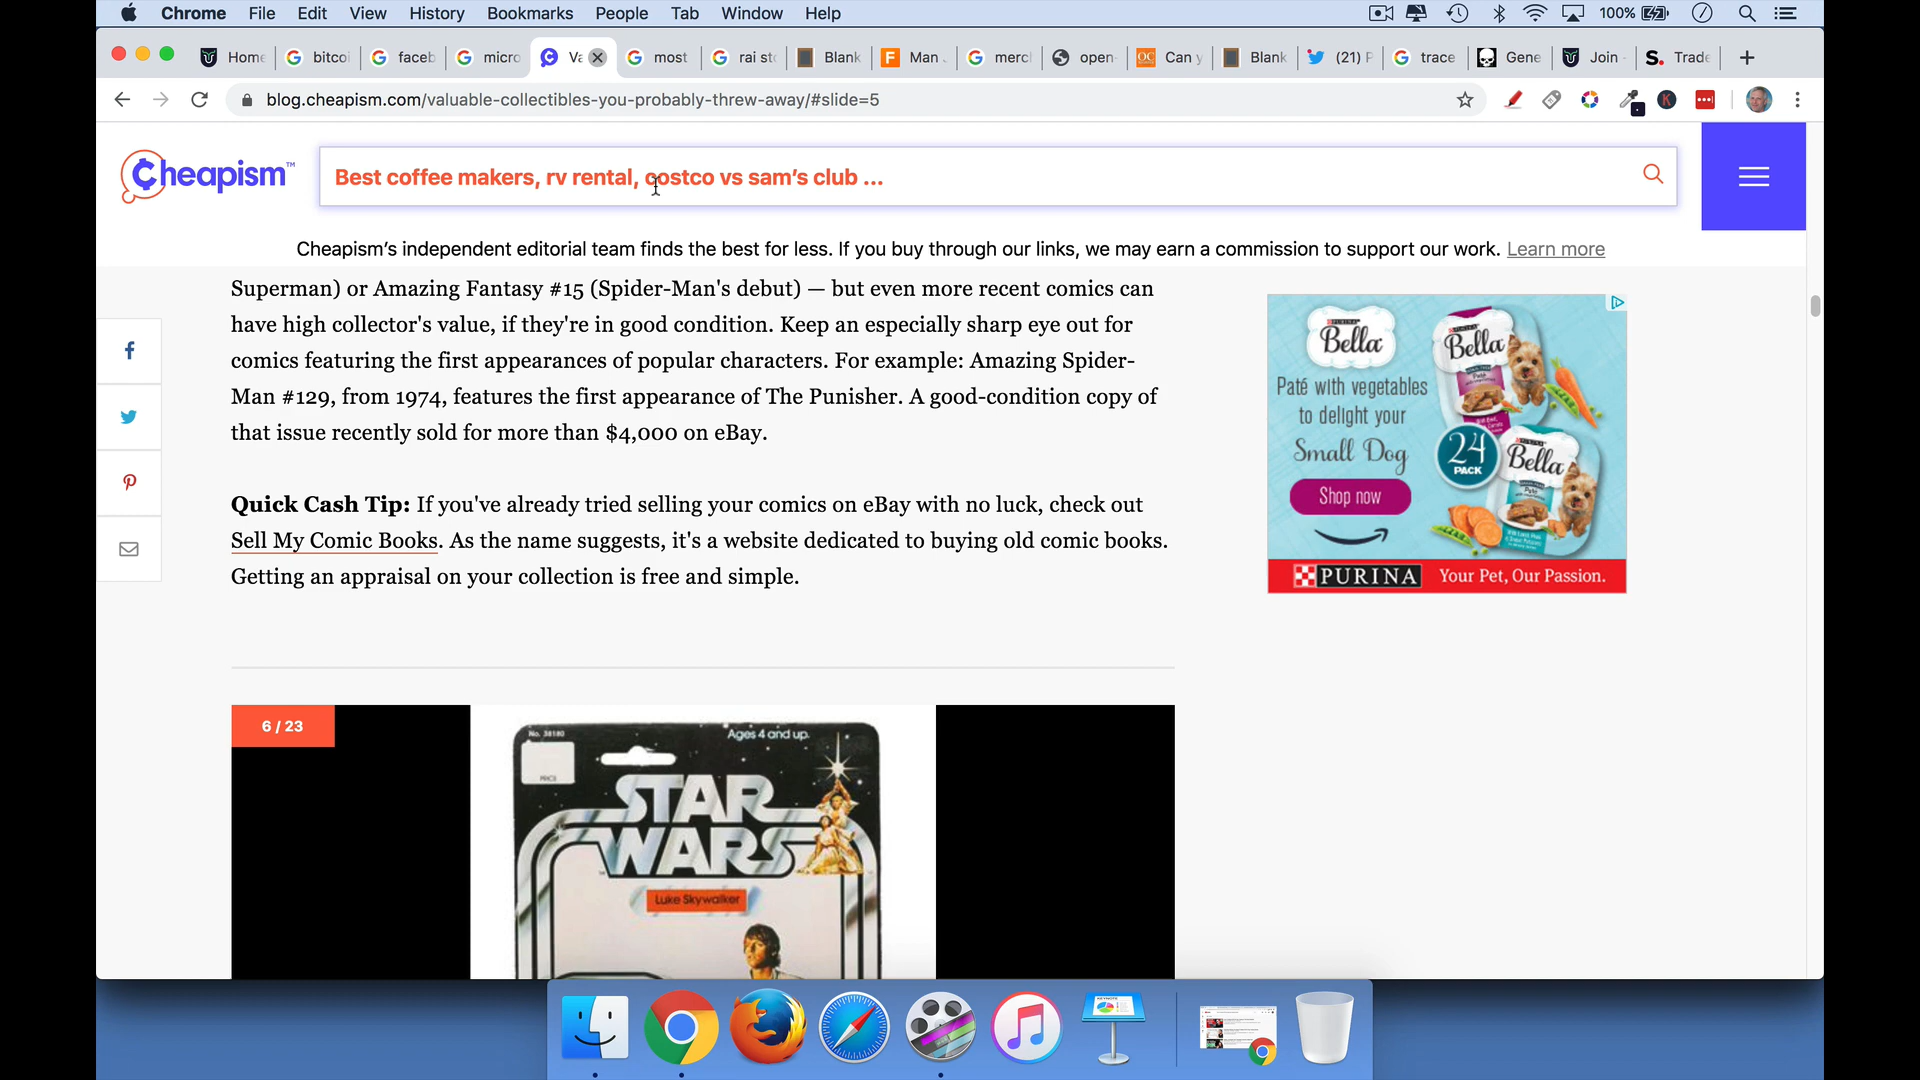 Chrome File Edit View History Bookmarks People Tab Window Help 100%
Home bitcoi faceb micro Va most rai sto Blank Man merc open- Can y Blank (21) P trace Gene Join Trade
blog.cheapism.com/valuable-collectibles-you-probably-threw-away/#slide=5
Cheapism™
Best coffee makers, rv rental, costco vs sam’s club ...
Cheapism’s independent editorial team finds the best for less. If you buy through our links, we may earn a commission to support our work. Learn more
Superman) or Amazing Fantasy #15 (Spider-Man's debut) — but even more recent comics can
have high collector's value, if they're in good condition. Keep an especially sharp eye out for
comics featuring the first appearances of popular characters. For example: Amazing Spider-
Man #129, from 1974, features the first appearance of The Punisher. A good-condition copy of
that issue recently sold for more than $4,000 on eBay.
Quick Cash Tip: If you've already tried selling your comics on eBay with no luck, check out
Sell My Comic Books. As the name suggests, it's a website dedicated to buying old comic books.
Getting an appraisal on your collection is free and simple.
6 / 23
No. 38180
Ages 4 and up.
PRICE
STAR
WARS
Luke Skywalker
PURINA
Bella
Bella
Paté with vegetables
to delight your
Small Dog
24
PACK
Bella
Shop now
PURINA Your Pet, Our Passion.
KEYNOTE